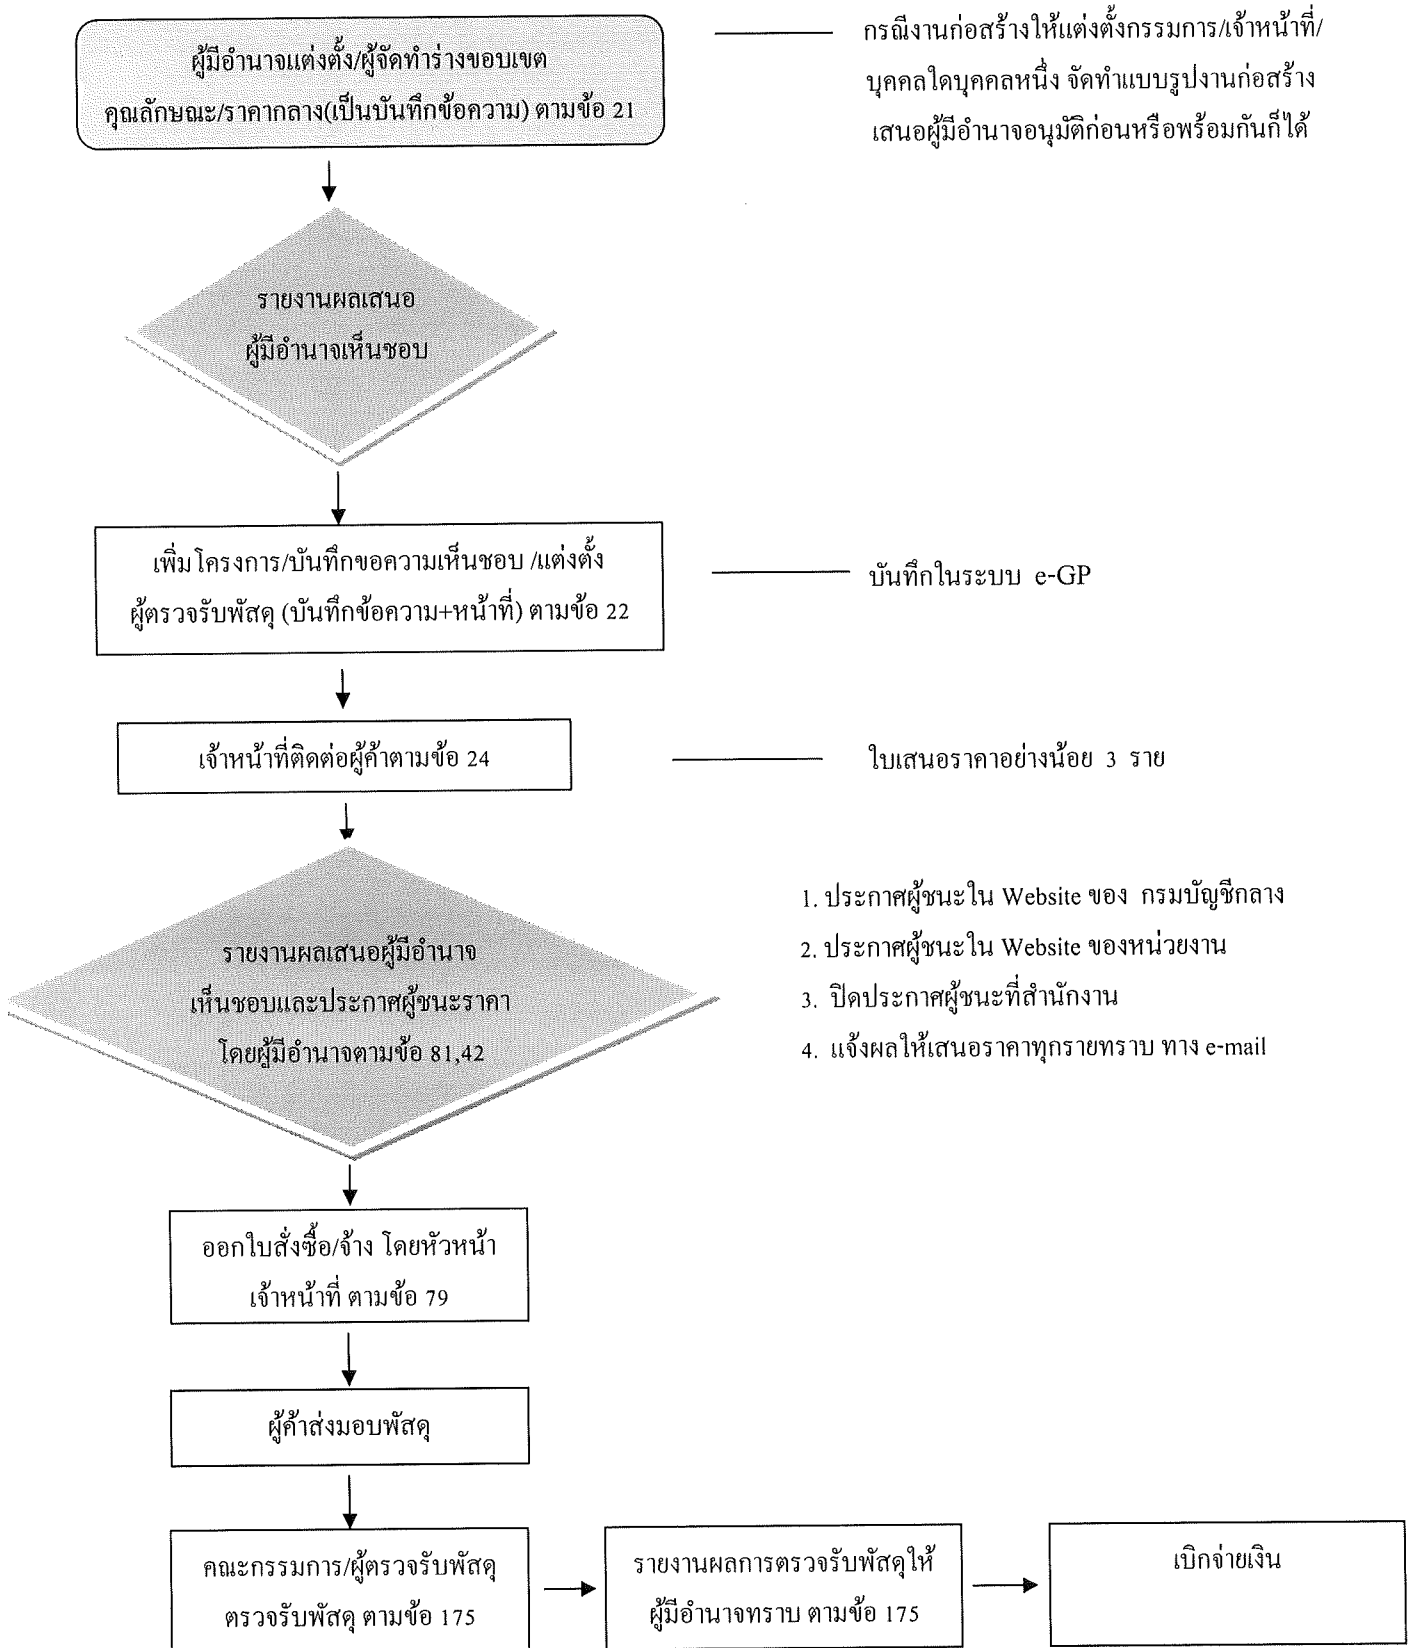 ผู้มีอำนาจแต่งตั้ง/ผู้จัดทำร่างขอบเขต
คุณลักษณะ/ราคากลาง(เป็นบันทึกข้อความ) ตามข้อ 21
กรณีงานก่อสร้างให้แต่งตั้งกรรมการ/เจ้าหน้าที่/
บุคคลใดบุคคลหนึ่ง จัดทำแบบรูปงานก่อสร้าง
เสนอผู้มีอำนาจอนุมัติก่อนหรือพร้อมกันก็ได้
รายงานผลเสนอ
ผู้มีอำนาจเห็นชอบ
เพิ่มโครงการ/บันทึกขอความเห็นชอบ /แต่งตั้ง
ผู้ตรวจรับพัสดุ (บันทึกข้อความ+หน้าที่) ตามข้อ 22
บันทึกในระบบ e-GP
เจ้าหน้าที่ติดต่อผู้ค้าตามข้อ 24
ใบเสนอราคาอย่างน้อย 3 ราย
รายงานผลเสนอผู้มีอำนาจ
เห็นชอบและประกาศผู้ชนะราคา
โดยผู้มีอำนาจตามข้อ 81,42
1. ประกาศผู้ชนะใน Website ของ กรมบัญชีกลาง
2. ประกาศผู้ชนะใน Website ของหน่วยงาน
3. ปิดประกาศผู้ชนะที่สำนักงาน
4. แจ้งผลให้เสนอราคาทุกรายทราบ ทาง e-mail
ออกใบสั่งซื้อ/จ้าง โดยหัวหน้า
เจ้าหน้าที่ ตามข้อ 79
ผู้ค้าส่งมอบพัสดุ
คณะกรรมการ/ผู้ตรวจรับพัสดุ
ตรวจรับพัสดุ ตามข้อ 175
รายงานผลการตรวจรับพัสดุให้
ผู้มีอำนาจทราบ ตามข้อ 175
เบิกจ่ายเงิน